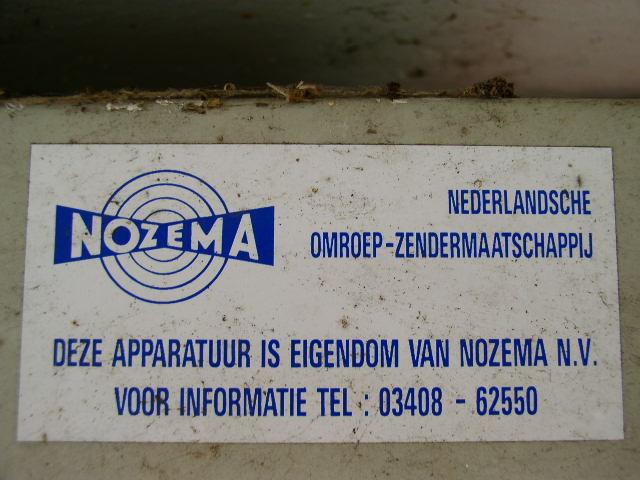 NOZEMA
NEDERLANDSCHE
OMROEP-ZENDERMAATSCHAPPIJ
DEZE APPARATUUR IS EIGENDOM VAN NOZEMA N.V.
VOOR INFORMATIE TEL : 03408 - 62550